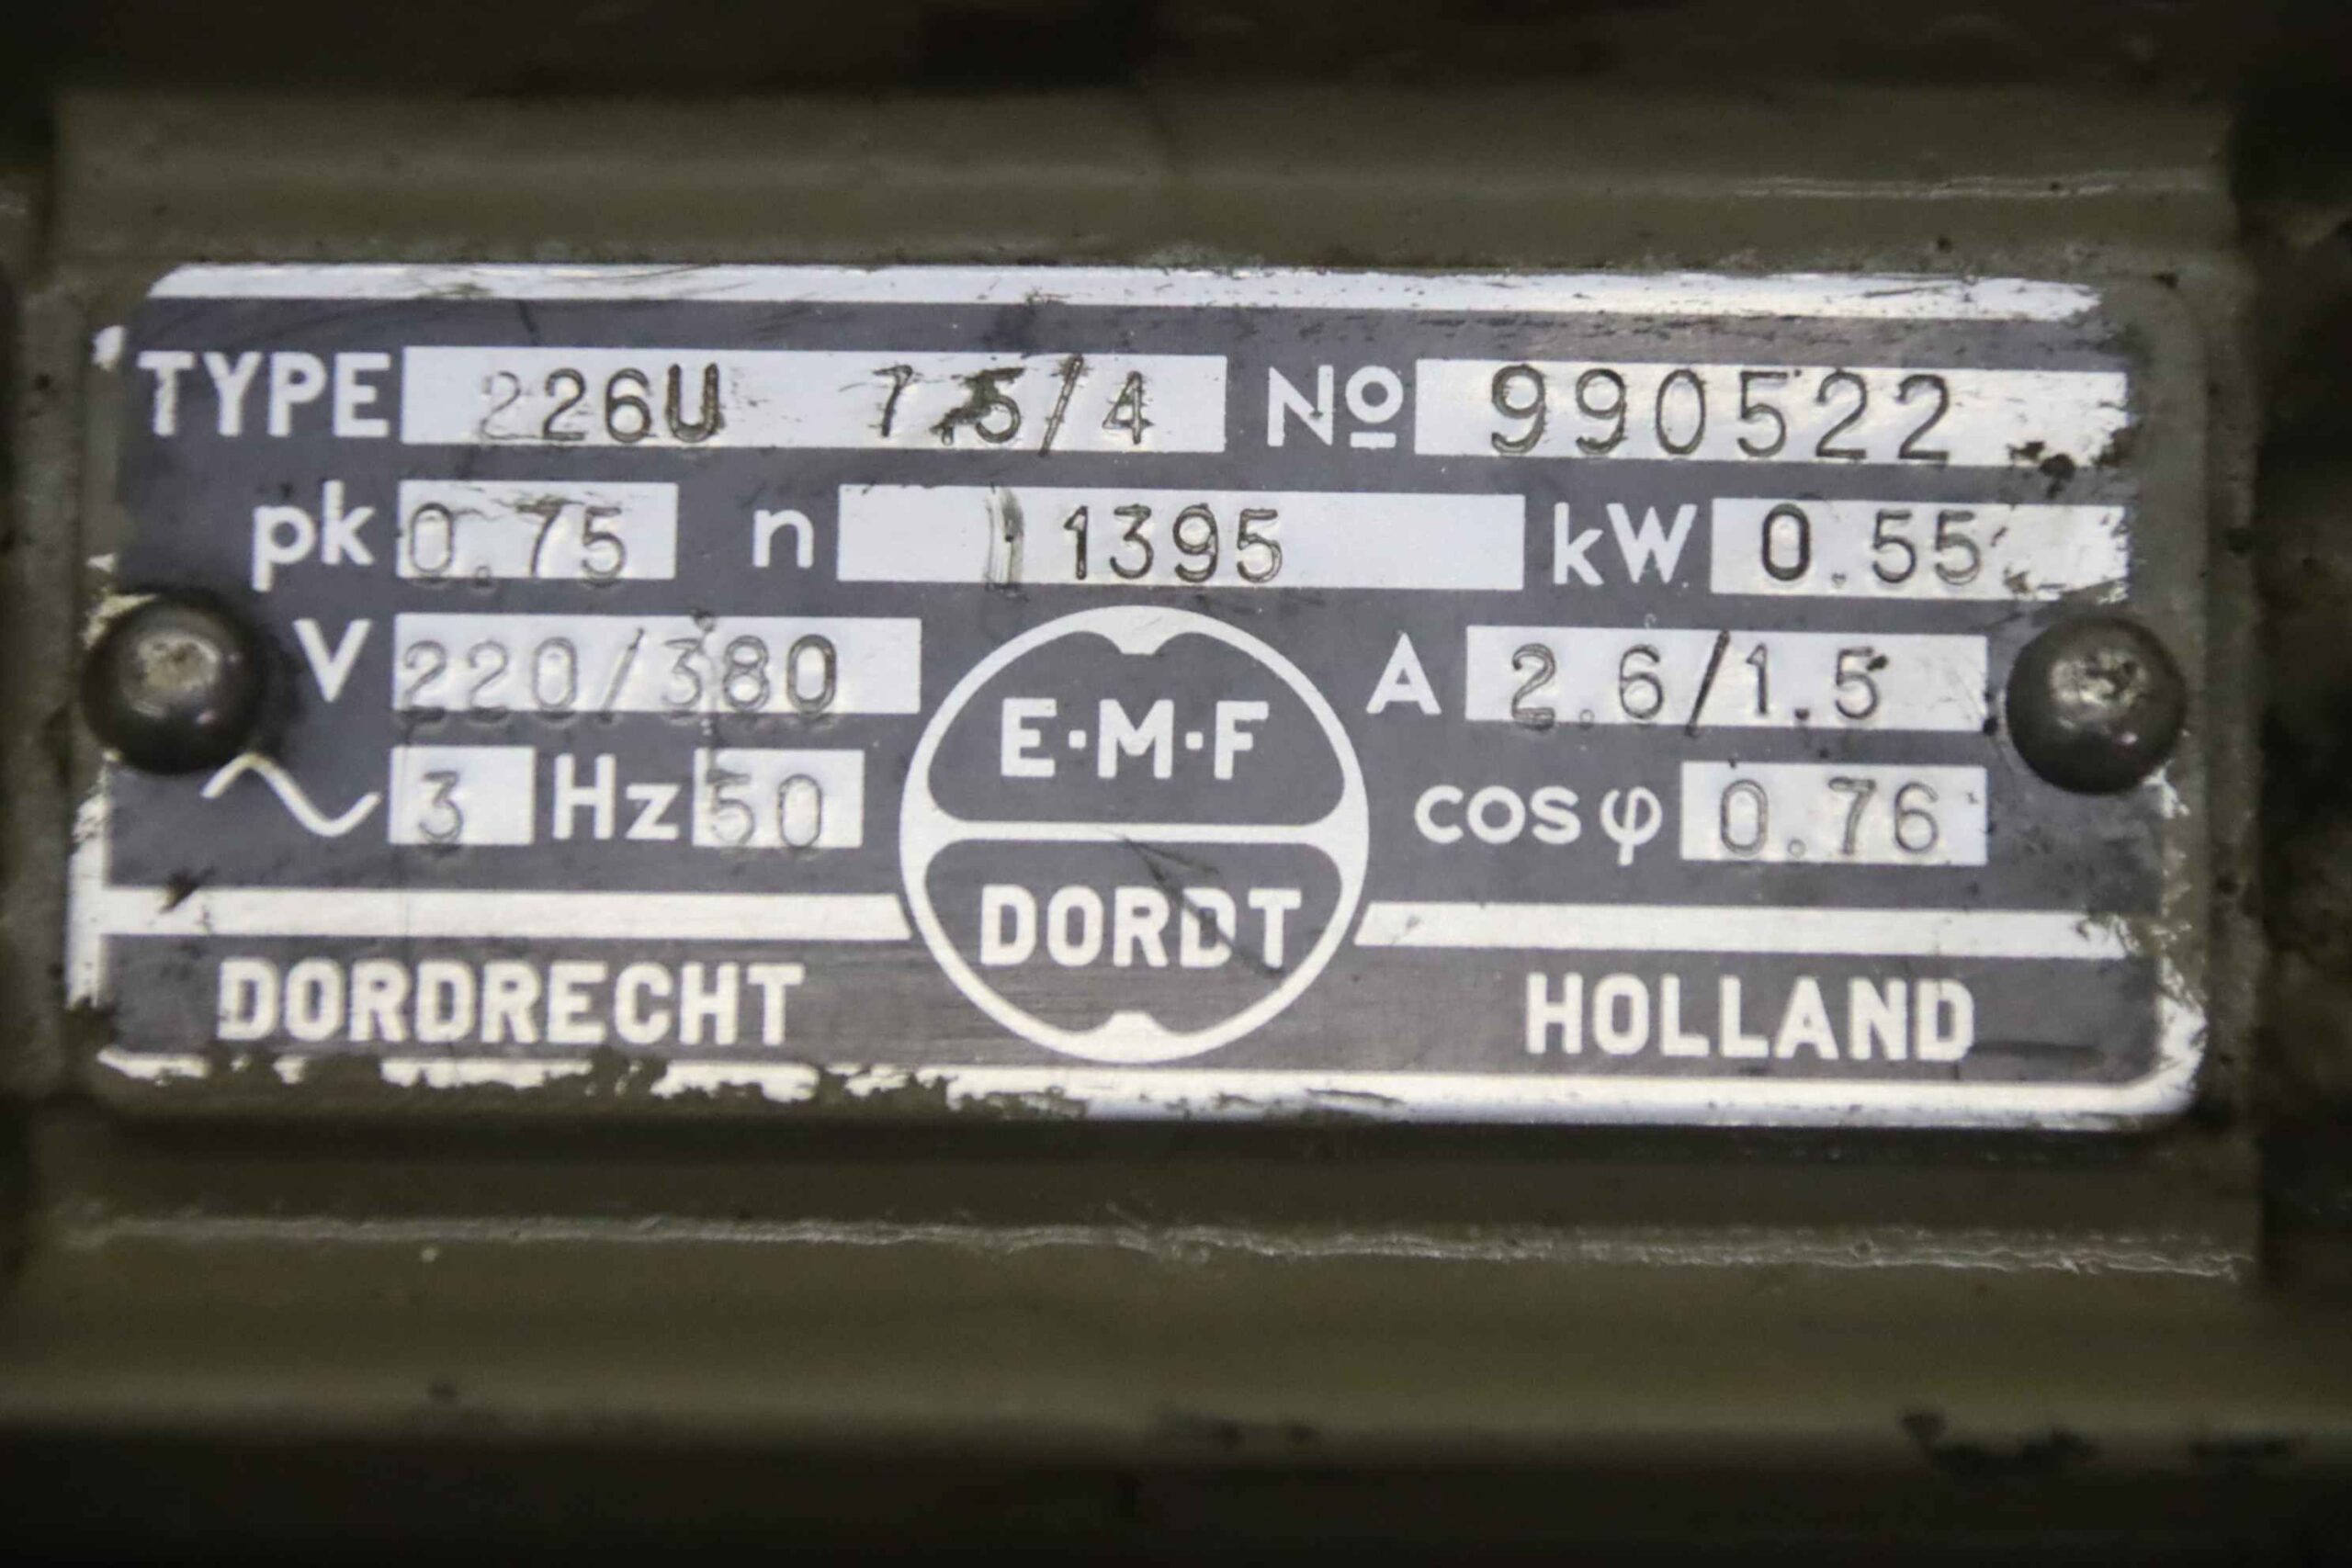 TYPE 226U 7.5/4 No 990522
pk 0.75 n 1395 kW 0.55
V 220/380 A 2.6/1.5
~ 3 Hz 50 cos φ 0.76
E·M·F
DORDT
DORDRECHT HOLLAND